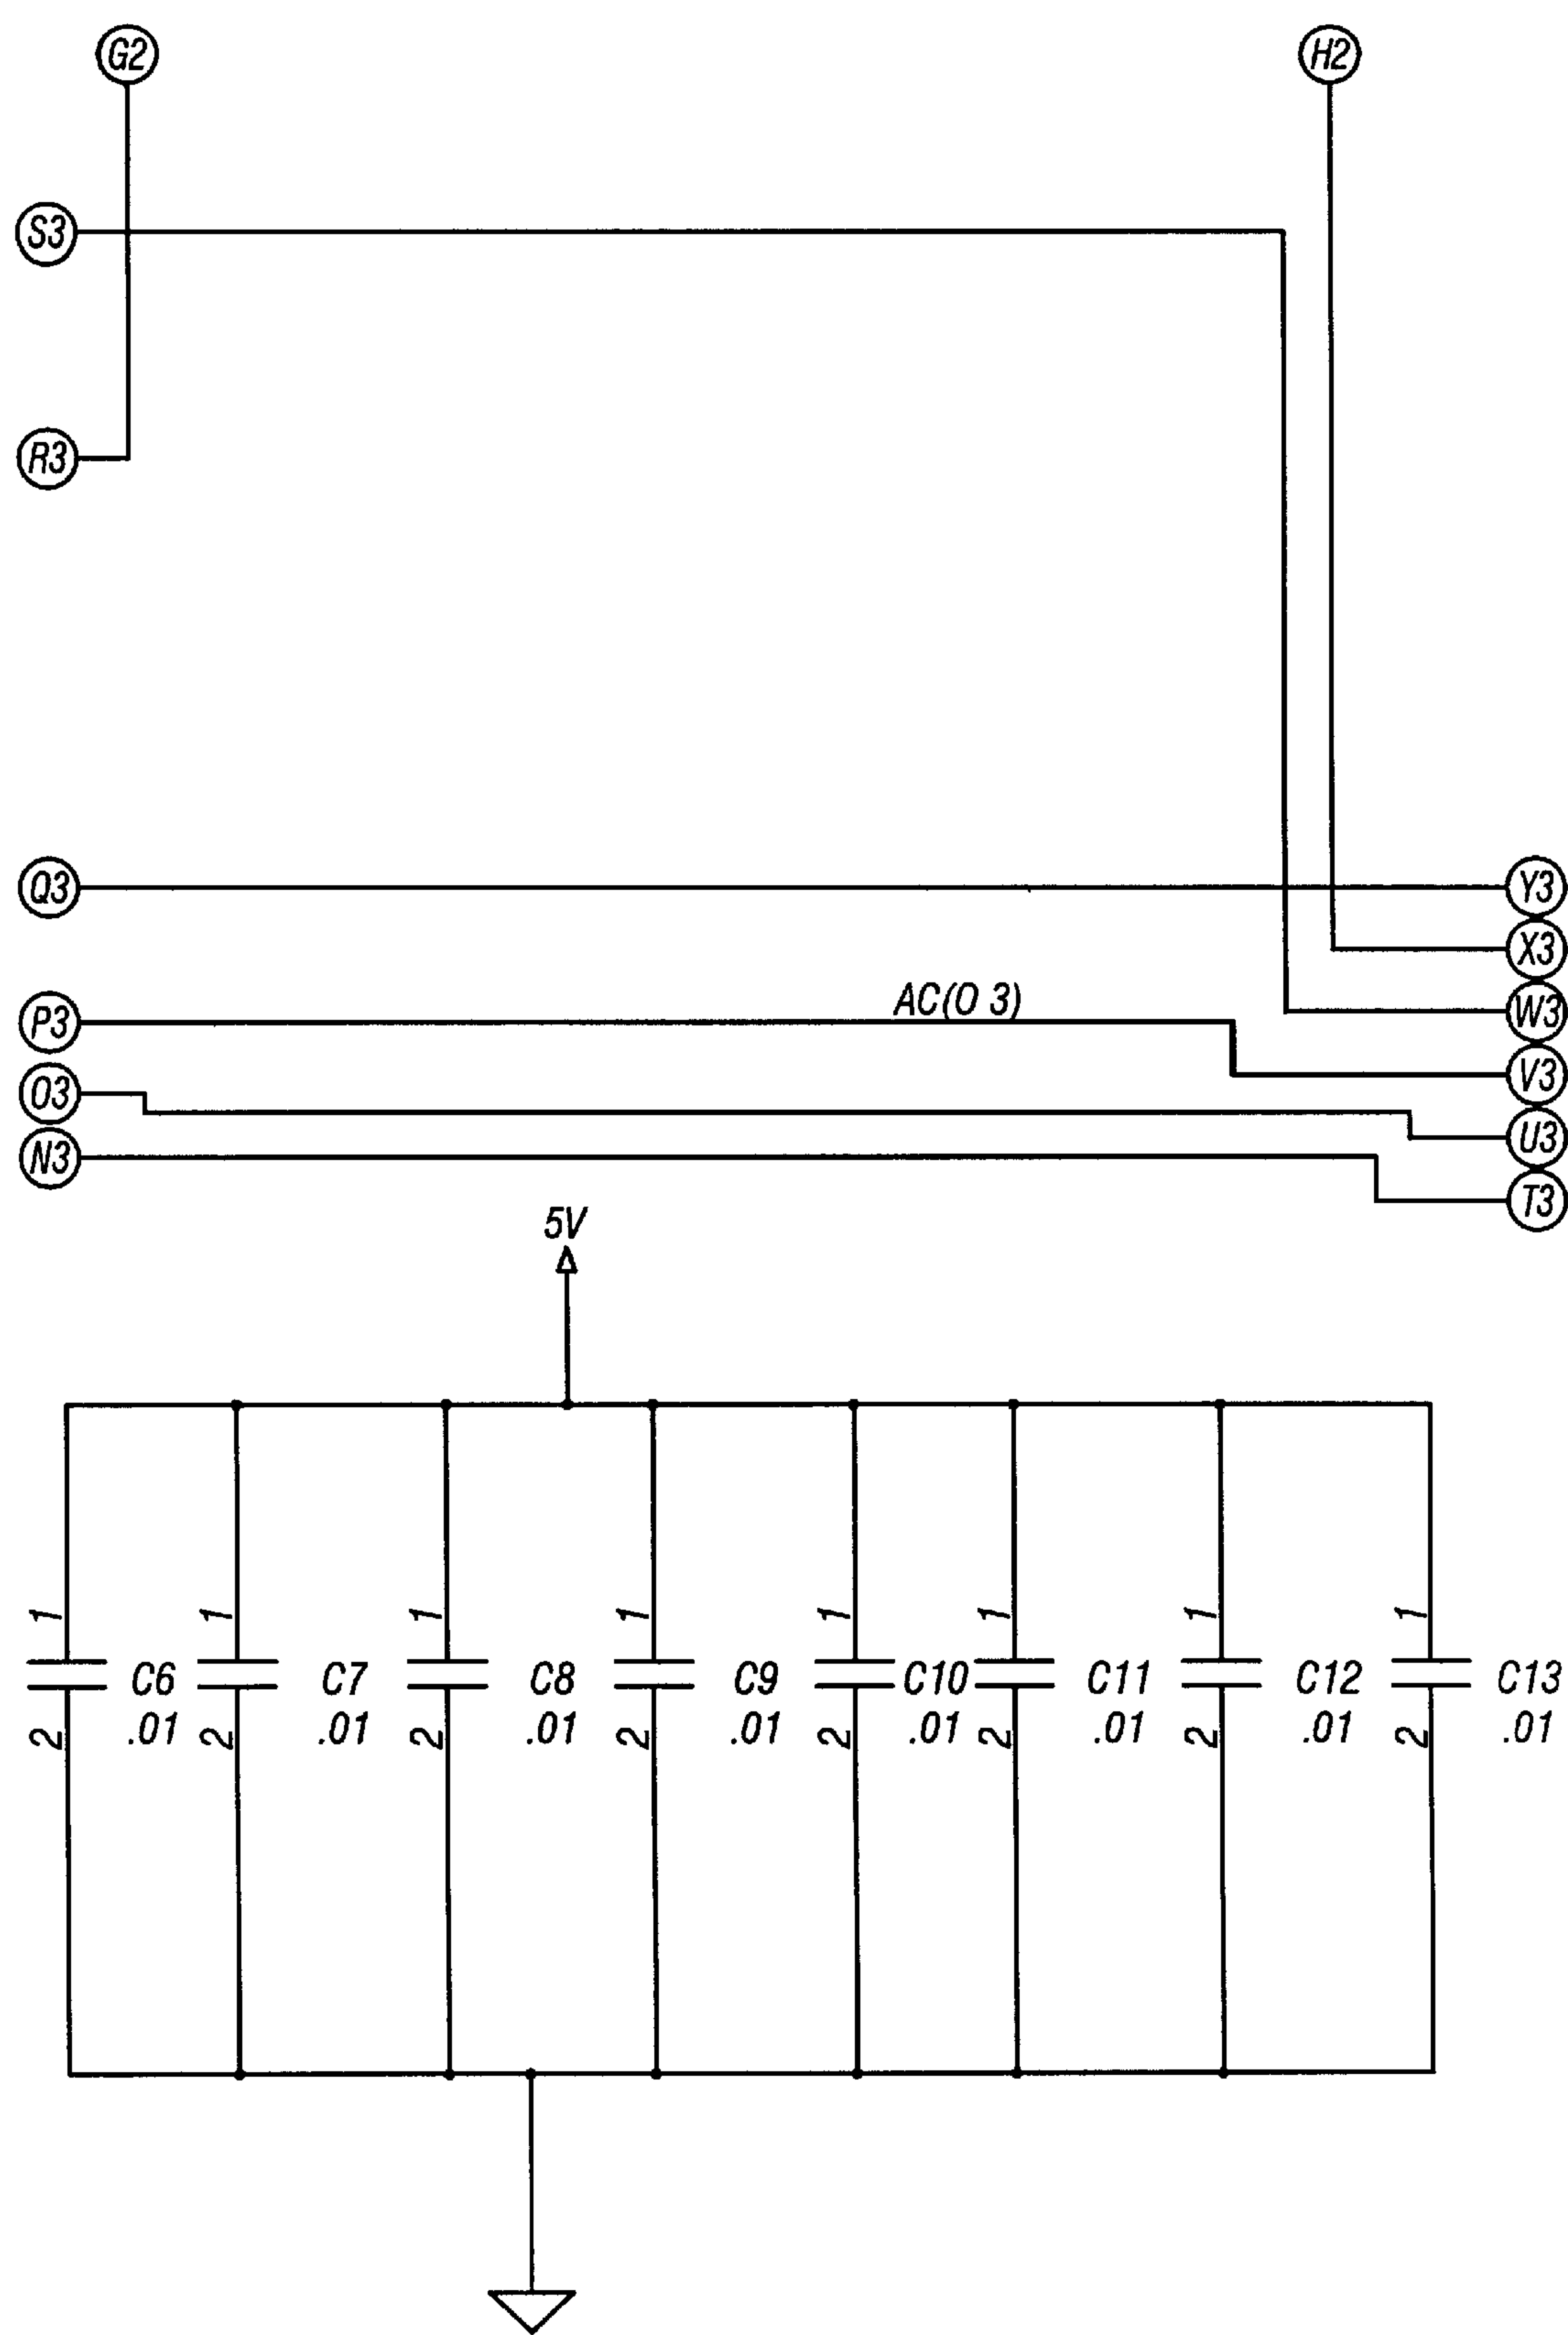 G2
H2
S3
R3
Q3
Y3
X3
AC(O 3)
W3
P3
V3
O3
U3
N3
T3
5V
1 1 1 1 1 1 1 1
C6 C7 C8 C9 C10 C11 C12 C13
.01 .01 .01 .01 .01 .01 .01 .01
2 2 2 2 2 2 2 2